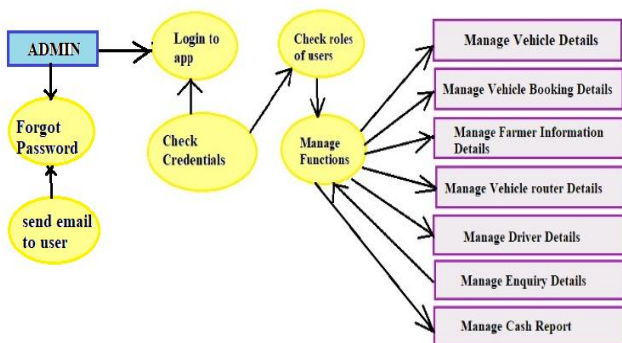 ADMIN
Login to
app
Check roles
of users
Forgot
Password
Check
Credentials
Manage
Functions
send email
to user
Manage Vehicle Details
Manage Vehicle Booking Details
Manage Farmer Information
Details
Manage Vehicle router Details
Manage Driver Details
Manage Enquiry Details
Manage Cash Report